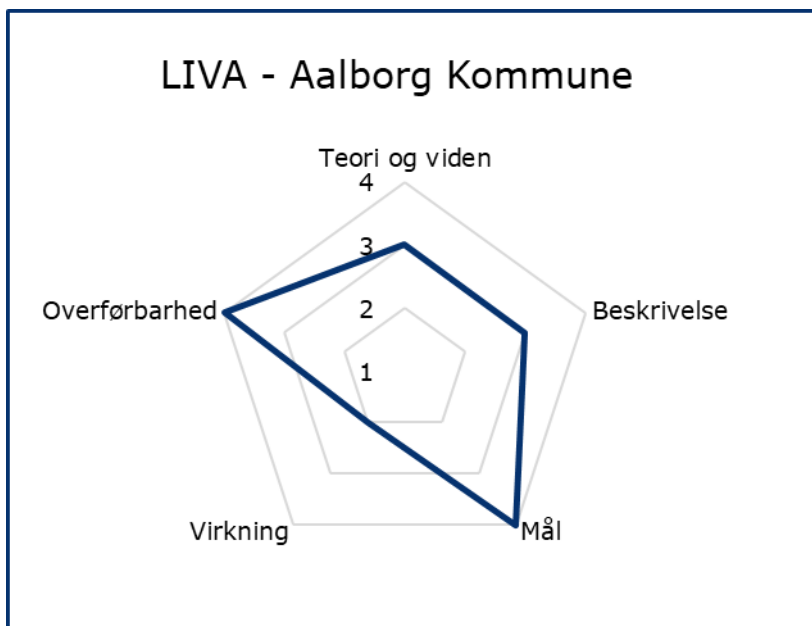 LIVA - Aalborg Kommune
Teori og viden
4
3
Overførbarhed
Beskrivelse
2
1
Virkning
Mål